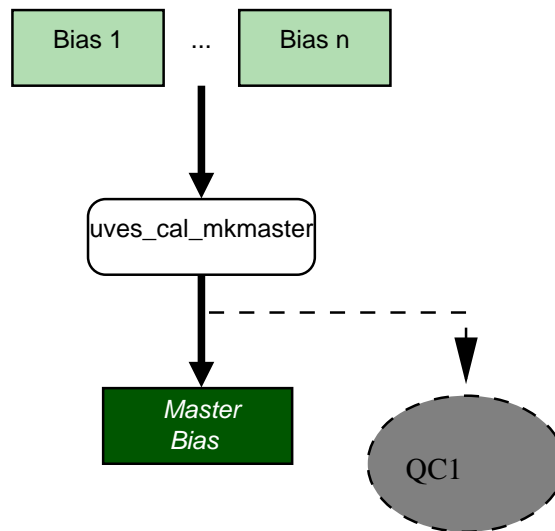 Bias 1 ... Bias n
uves_cal_mkmaster
Master
Bias
QC1